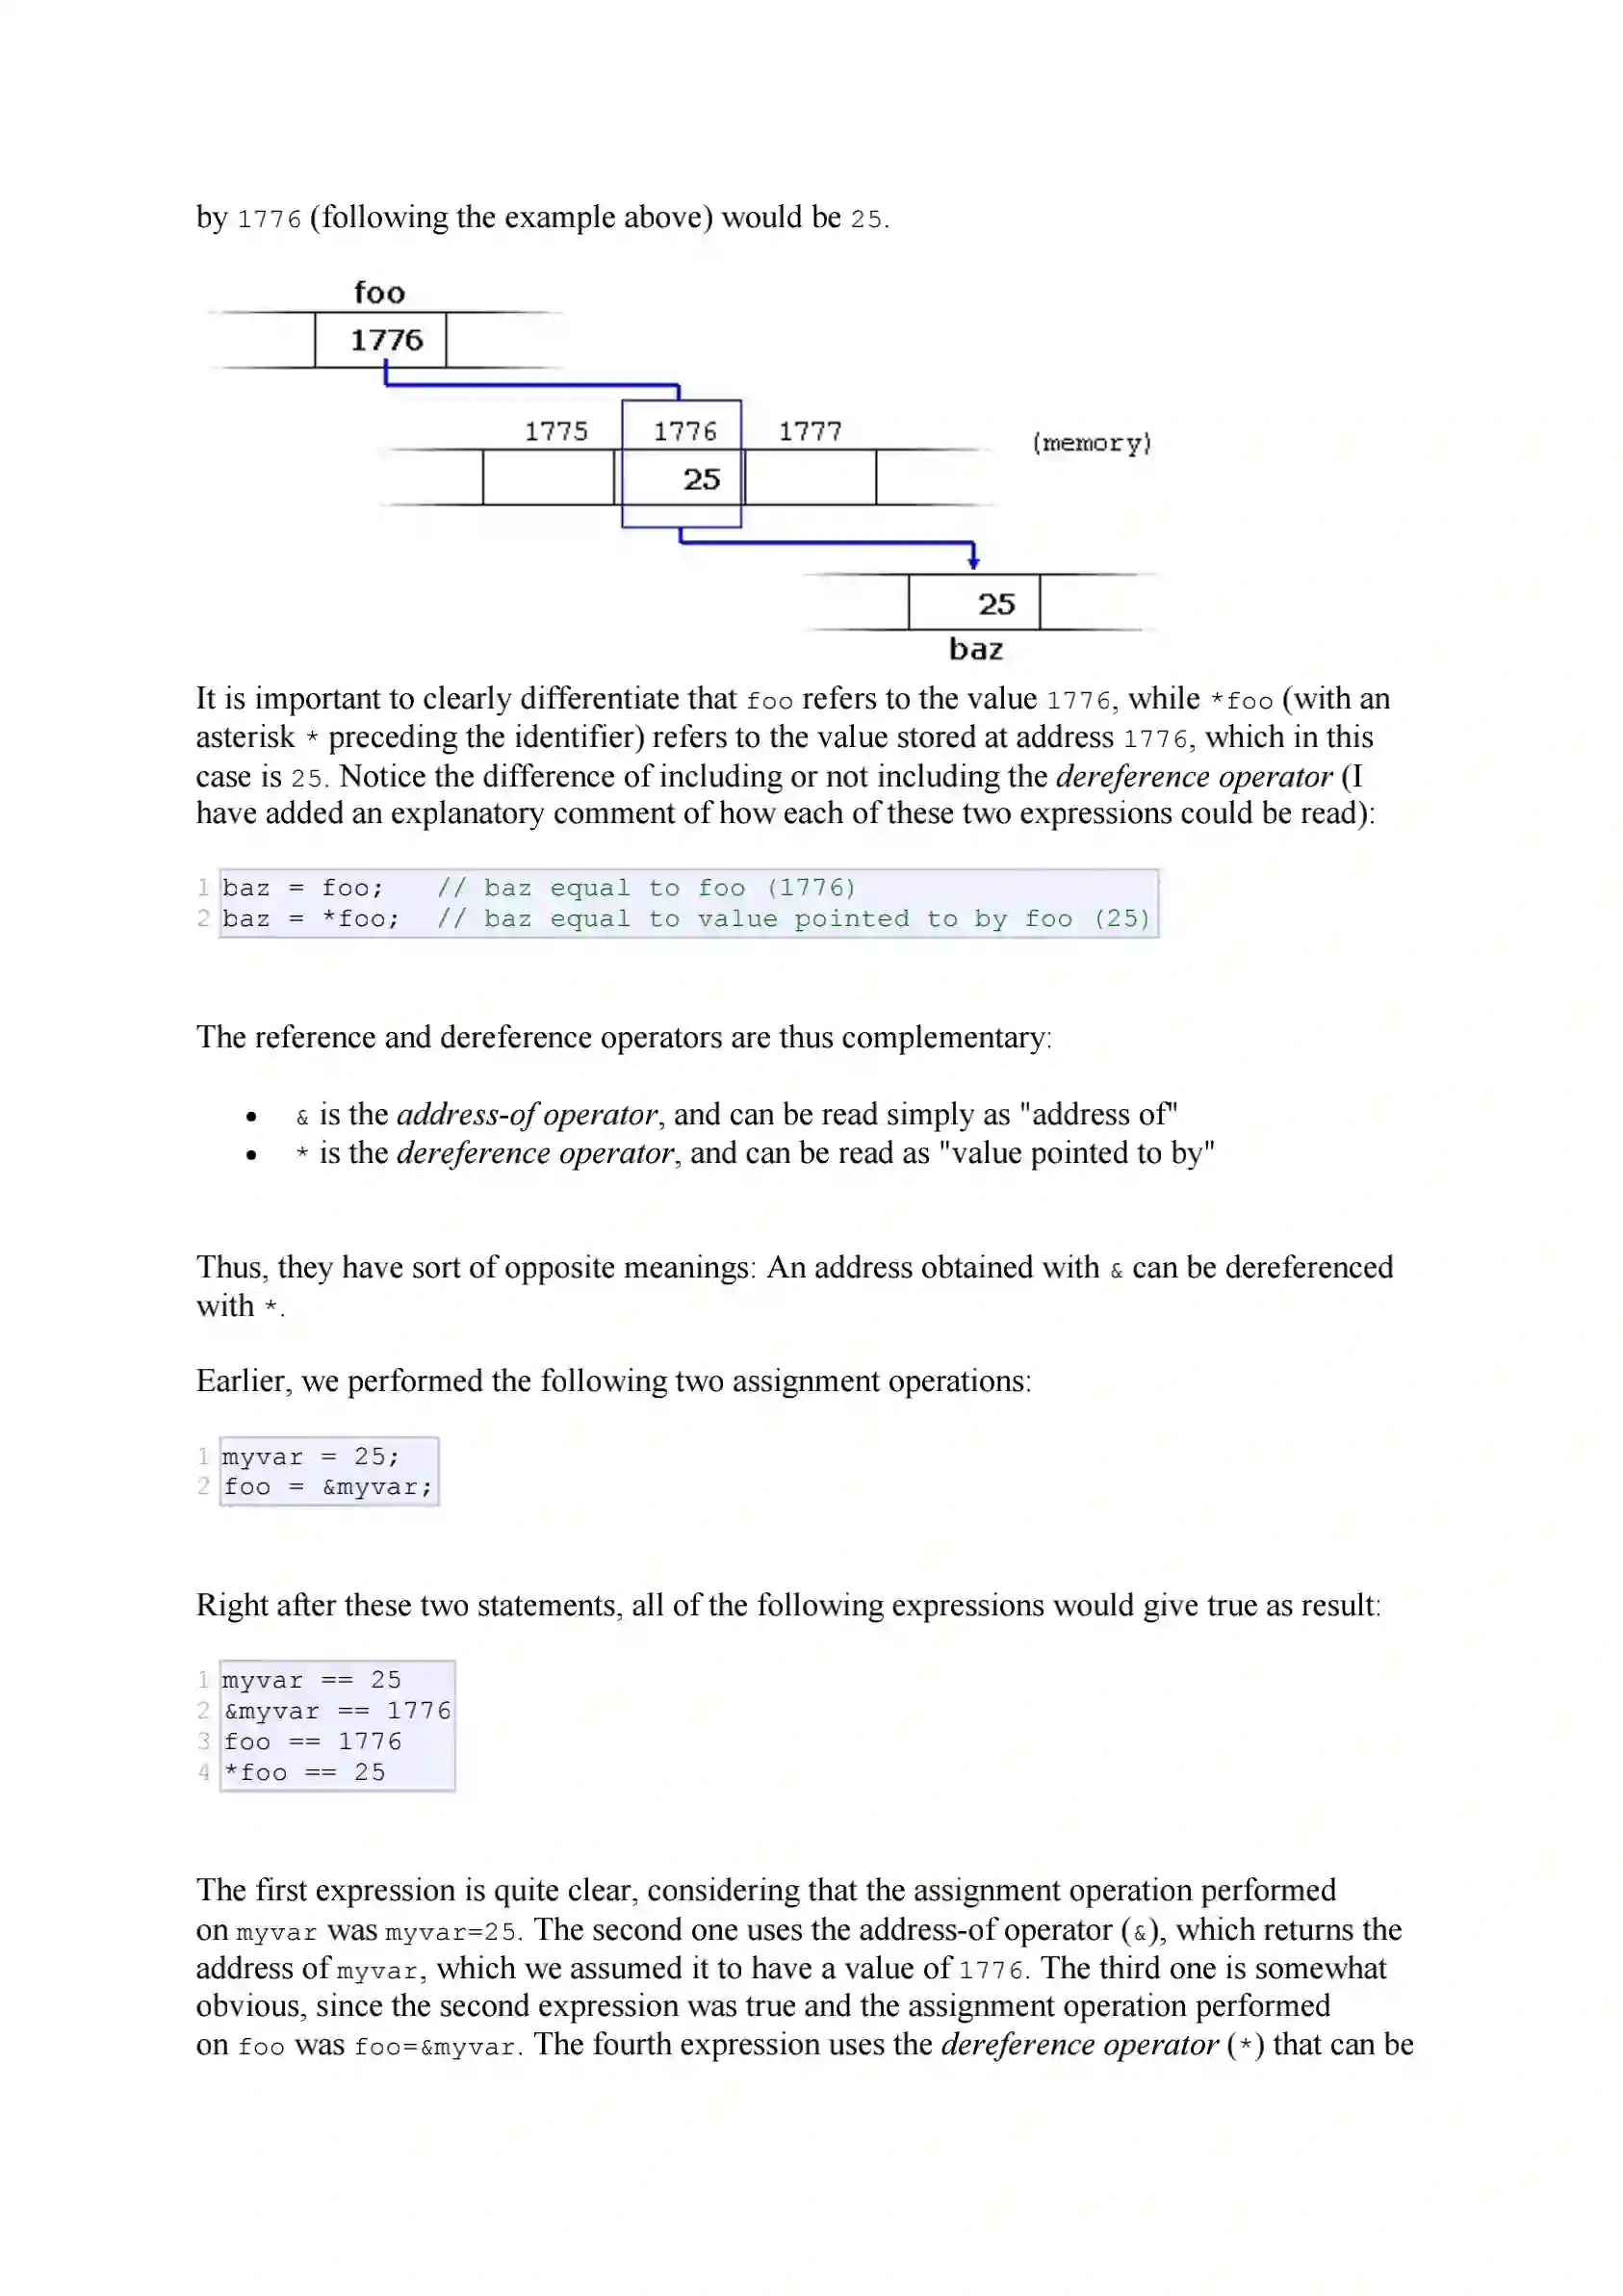 by 1776 (following the example above) would be 25.
foo
1776
1775 1776 1777 (memory)
25
25
baz
It is important to clearly differentiate that foo refers to the value 1776, while *foo (with an
asterisk * preceding the identifier) refers to the value stored at address 1776, which in this
case is 25. Notice the difference of including or not including the dereference operator (I
have added an explanatory comment of how each of these two expressions could be read):
1 baz = foo;   // baz equal to foo (1776)
2 baz = *foo;  // baz equal to value pointed to by foo (25)
The reference and dereference operators are thus complementary:
• & is the address-of operator, and can be read simply as "address of"
• * is the dereference operator, and can be read as "value pointed to by"
Thus, they have sort of opposite meanings: An address obtained with & can be dereferenced
with *.
Earlier, we performed the following two assignment operations:
1 myvar = 25;
2 foo = &myvar;
Right after these two statements, all of the following expressions would give true as result:
1 myvar == 25
2 &myvar == 1776
3 foo == 1776
4 *foo == 25
The first expression is quite clear, considering that the assignment operation performed
on myvar was myvar=25. The second one uses the address-of operator (&), which returns the
address of myvar, which we assumed it to have a value of 1776. The third one is somewhat
obvious, since the second expression was true and the assignment operation performed
on foo was foo=&myvar. The fourth expression uses the dereference operator (*) that can be